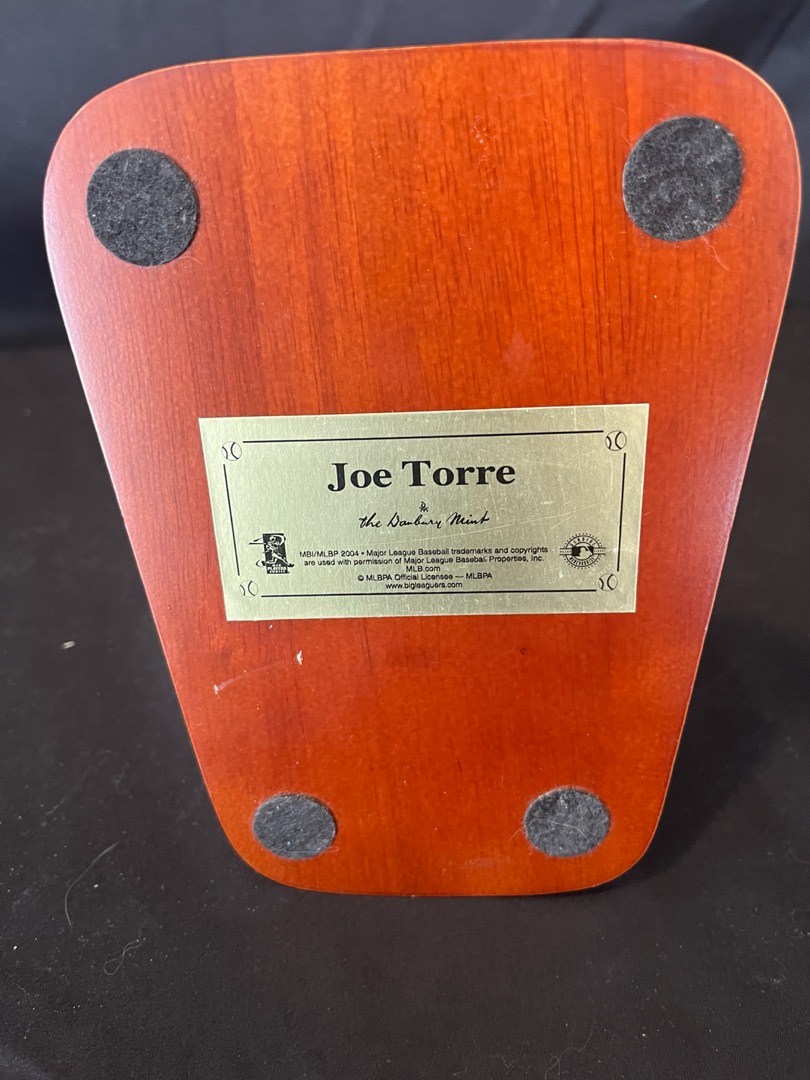 Joe Torre
the Danbury Mint
MBI/MLBP 2004 • Major League Baseball trademarks and copyrights
are used with permission of Major League Baseball Properties, Inc.
MLB.com
© MLBPA Official Licensee — MLBPA
www.bigleaguers.com